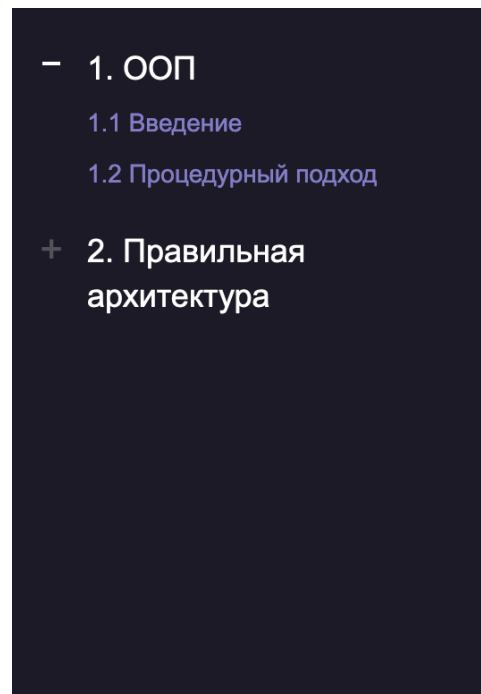 − 1. ООП
1.1 Введение
1.2 Процедурный подход
+ 2. Правильная
архитектура